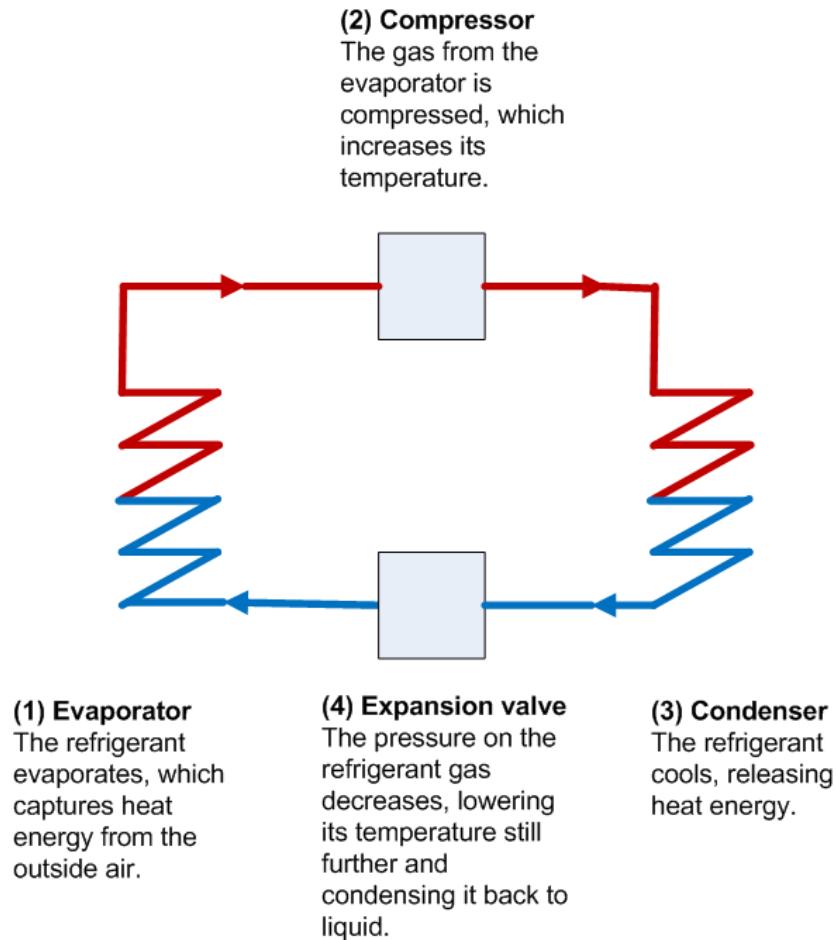 (2) Compressor
The gas from the
evaporator is
compressed, which
increases its
temperature.
(1) Evaporator
The refrigerant
evaporates, which
captures heat
energy from the
outside air.
(4) Expansion valve
The pressure on the
refrigerant gas
decreases, lowering
its temperature still
further and
condensing it back to
liquid.
(3) Condenser
The refrigerant
cools, releasing
heat energy.